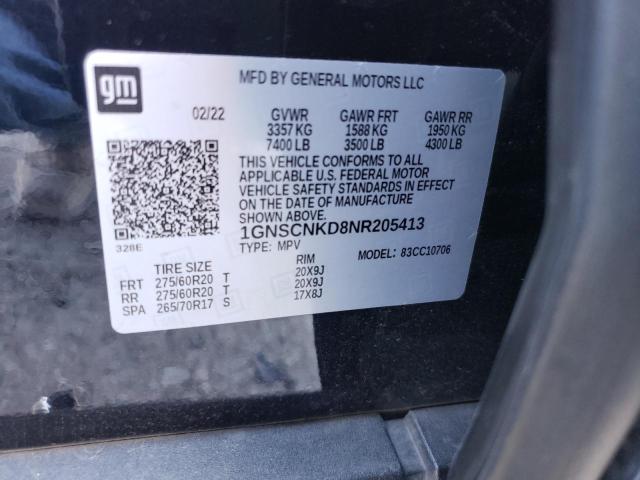 gm
MFD BY GENERAL MOTORS LLC
02/22 GVWR GAWR FRT GAWR RR
3357 KG 1588 KG 1950 KG
7400 LB 3500 LB 4300 LB
THIS VEHICLE CONFORMS TO ALL
APPLICABLE U.S. FEDERAL MOTOR
VEHICLE SAFETY STANDARDS IN EFFECT
ON THE DATE OF MANUFACTURE
SHOWN ABOVE.
1GNSCNKD8NR205413
328E
TYPE: MPV MODEL: 83CC10706
TIRE SIZE RIM
FRT 275/60R20 T 20X9J
RR 275/60R20 T 20X9J
SPA 265/70R17 S 17X8J